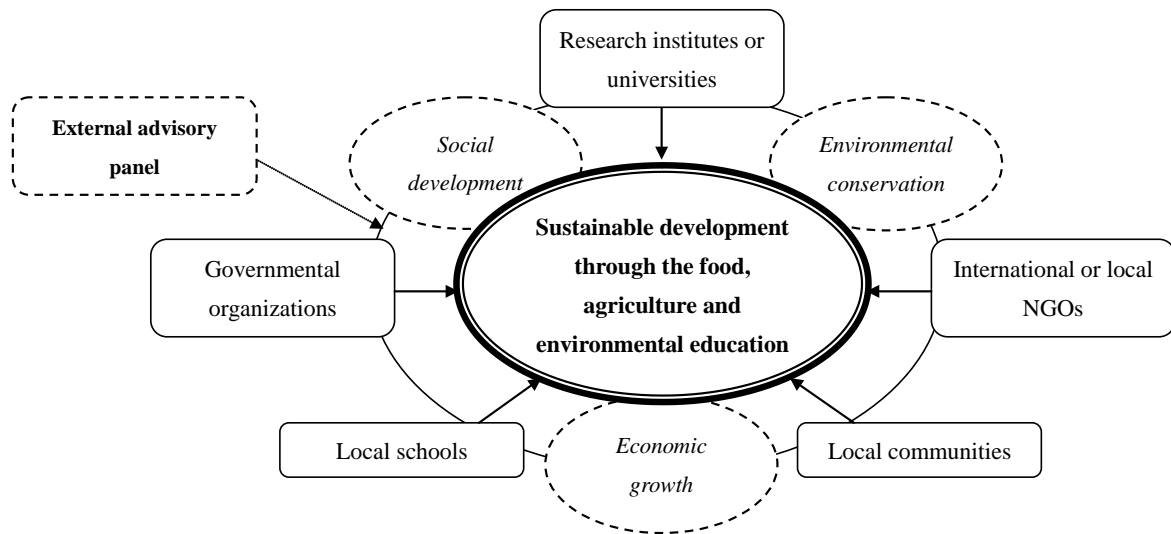 Research institutes or
universities
External advisory
panel
Social
development
Environmental
conservation
Sustainable development
through the food,
agriculture and
environmental education
Governmental
organizations
International or local
NGOs
Local schools
Economic
growth
Local communities